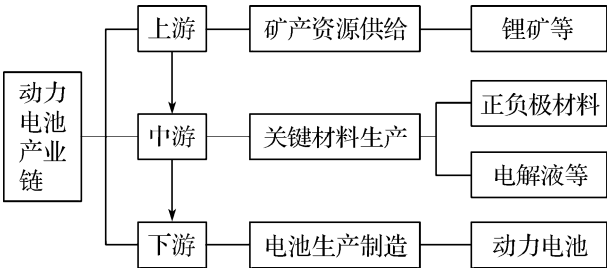 动力
电池
产业
链
上游
矿产资源供给
锂矿等
中游
关键材料生产
正负极材料
电解液等
下游
电池生产制造
动力电池